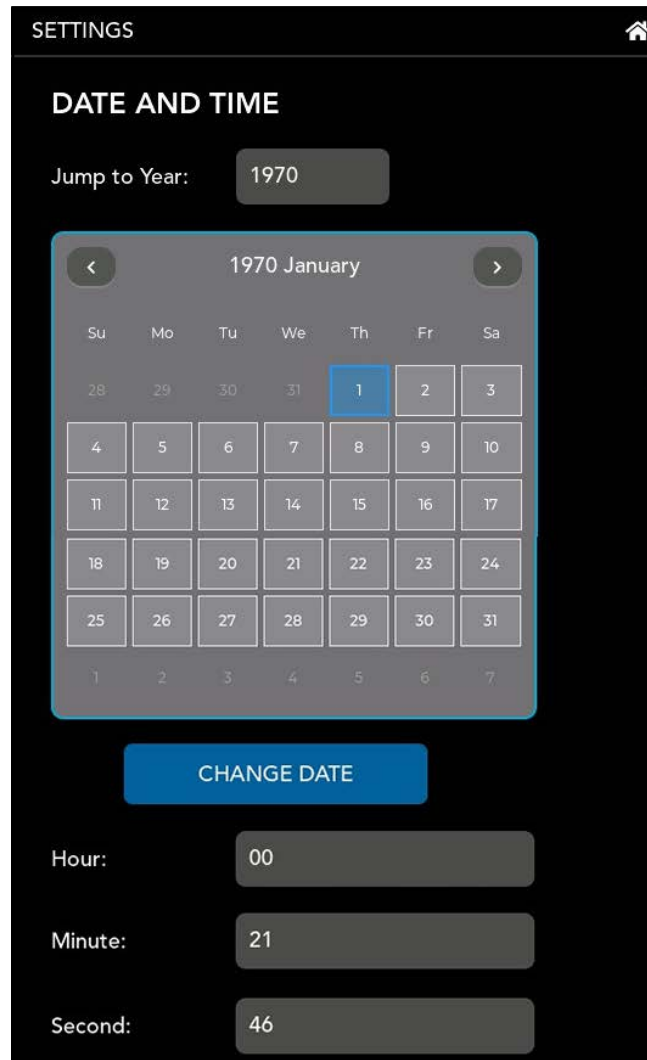 SETTINGS
DATE AND TIME
Jump to Year: 1970
1970 January
Su Mo Tu We Th Fr Sa
28 29 30 31 1 2 3
4 5 6 7 8 9 10
11 12 13 14 15 16 17
18 19 20 21 22 23 24
25 26 27 28 29 30 31
1 2 3 4 5 6 7
CHANGE DATE
Hour: 00
Minute: 21
Second: 46